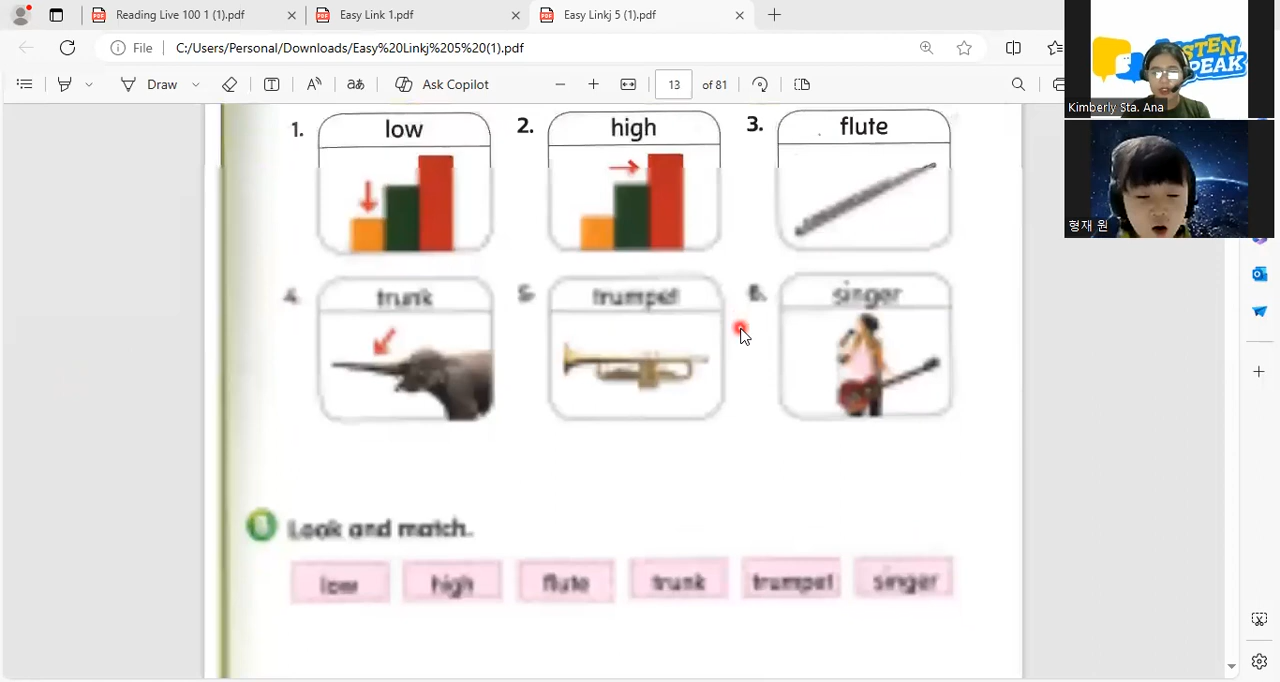 Reading Live 100 1 (1).pdf
Easy Link 1.pdf
Easy Linkj 5 (1).pdf
File
C:/Users/Personal/Downloads/Easy%20Linkj%205%20(1).pdf
Draw
aあ
Ask Copilot
13 of 81
Kimberly Sta. Ana
형재 원
1. low
2. high
3. flute
4. trunk
5. trumpet
6. singer
Look and match.
low high flute trunk trumpet singer